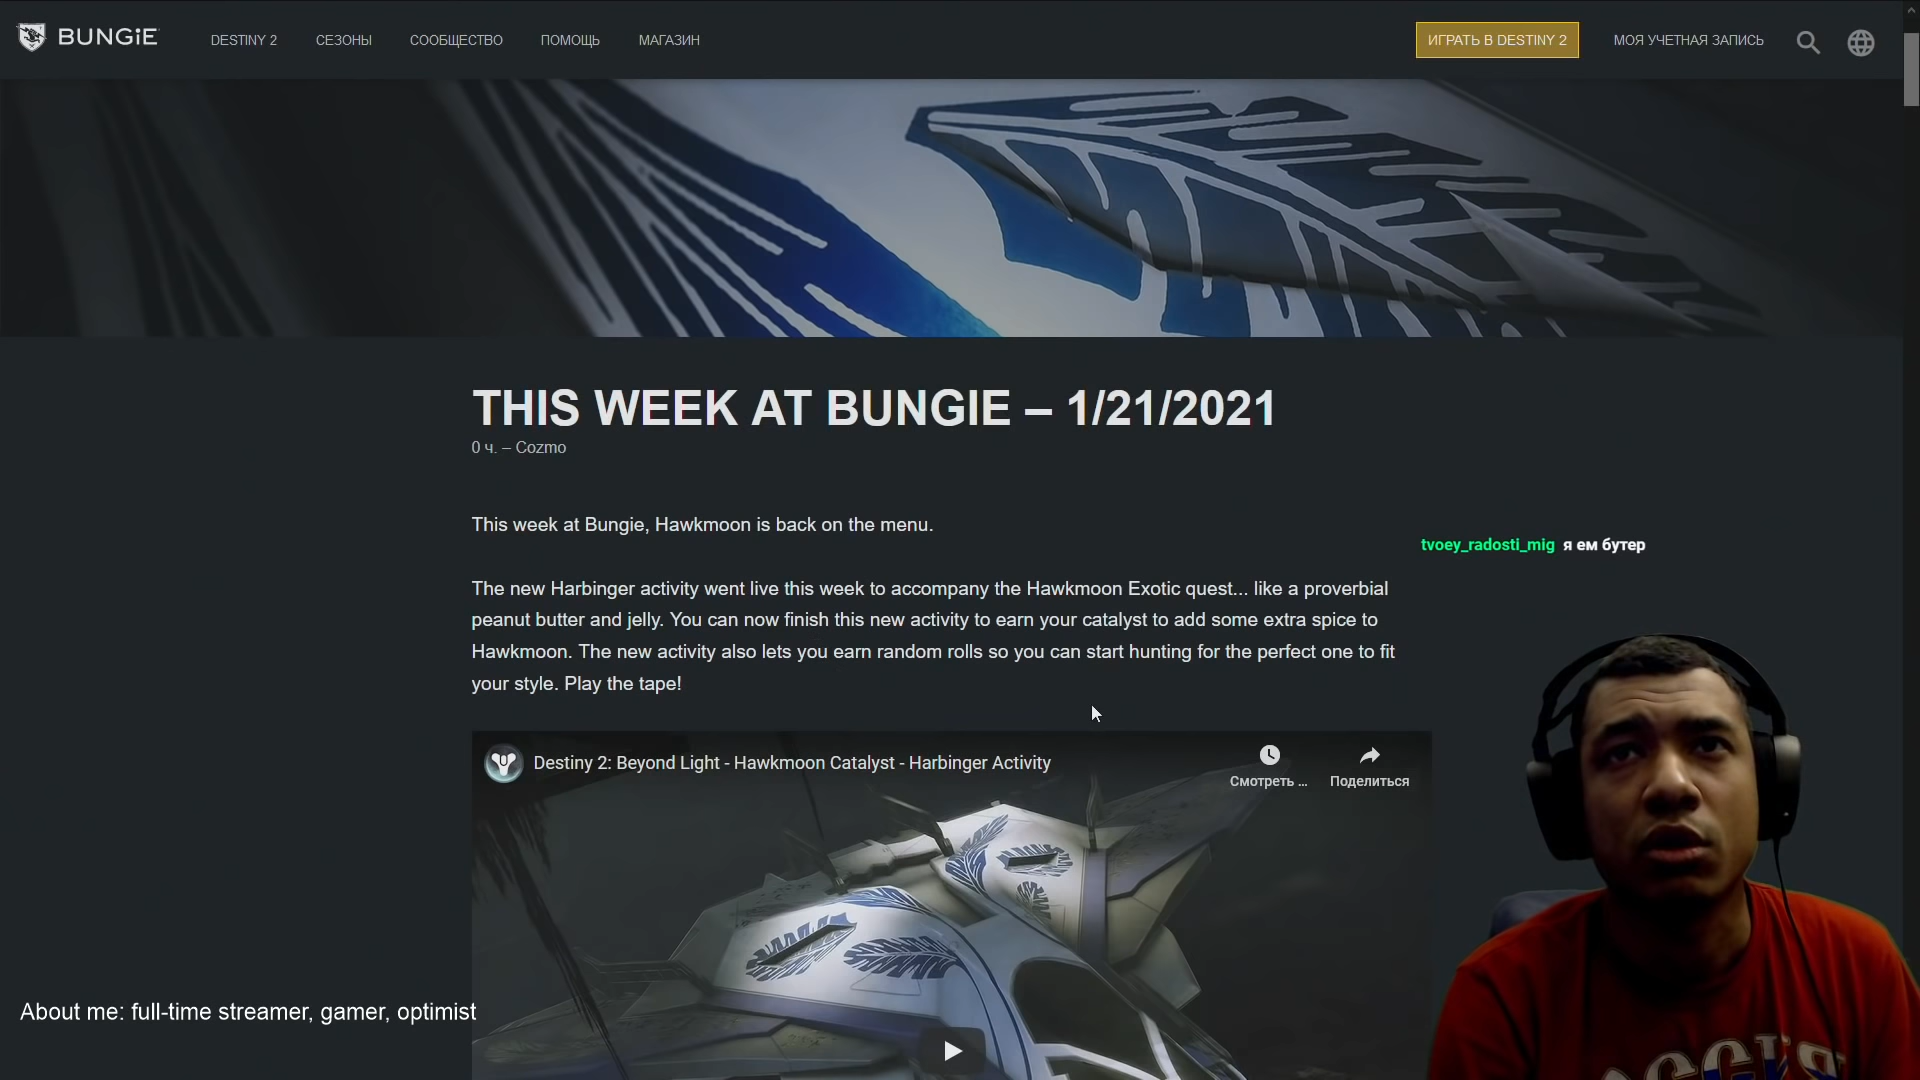 BUNGiE
DESTINY 2
СЕЗОНЫ
СООБЩЕСТВО
ПОМОЩЬ
МАГАЗИН
ИГРАТЬ В DESTINY 2
МОЯ УЧЕТНАЯ ЗАПИСЬ
THIS WEEK AT BUNGIE – 1/21/2021
0 ч. – Cozmo
This week at Bungie, Hawkmoon is back on the menu.
tvoey_radosti_mig я ем бутер
The new Harbinger activity went live this week to accompany the Hawkmoon Exotic quest... like a proverbial
peanut butter and jelly. You can now finish this new activity to earn your catalyst to add some extra spice to
Hawkmoon. The new activity also lets you earn random rolls so you can start hunting for the perfect one to fit
your style. Play the tape!
Destiny 2: Beyond Light - Hawkmoon Catalyst - Harbinger Activity
Смотреть ...
Поделиться
About me: full-time streamer, gamer, optimist